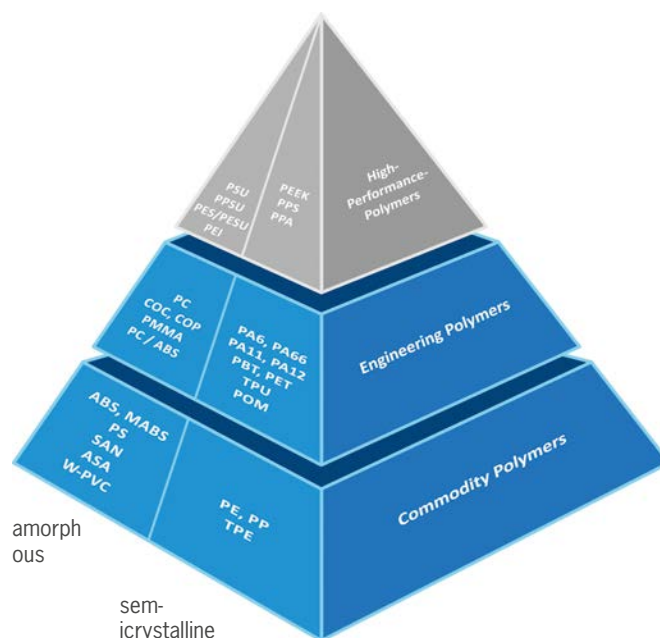 PSU
PPSU
PES/PESU
PEI
PEEK
PPS
PPA
High-
Performance-
Polymers
PC
COC, COP
PMMA
PC / ABS
PA6, PA66
PA11, PA12
PBT, PET
TPU
POM
Engineering Polymers
ABS, MABS
PS
SAN
ASA
W-PVC
PE, PP
TPE
Commodity Polymers
amorph
ous
sem-
icrystalline